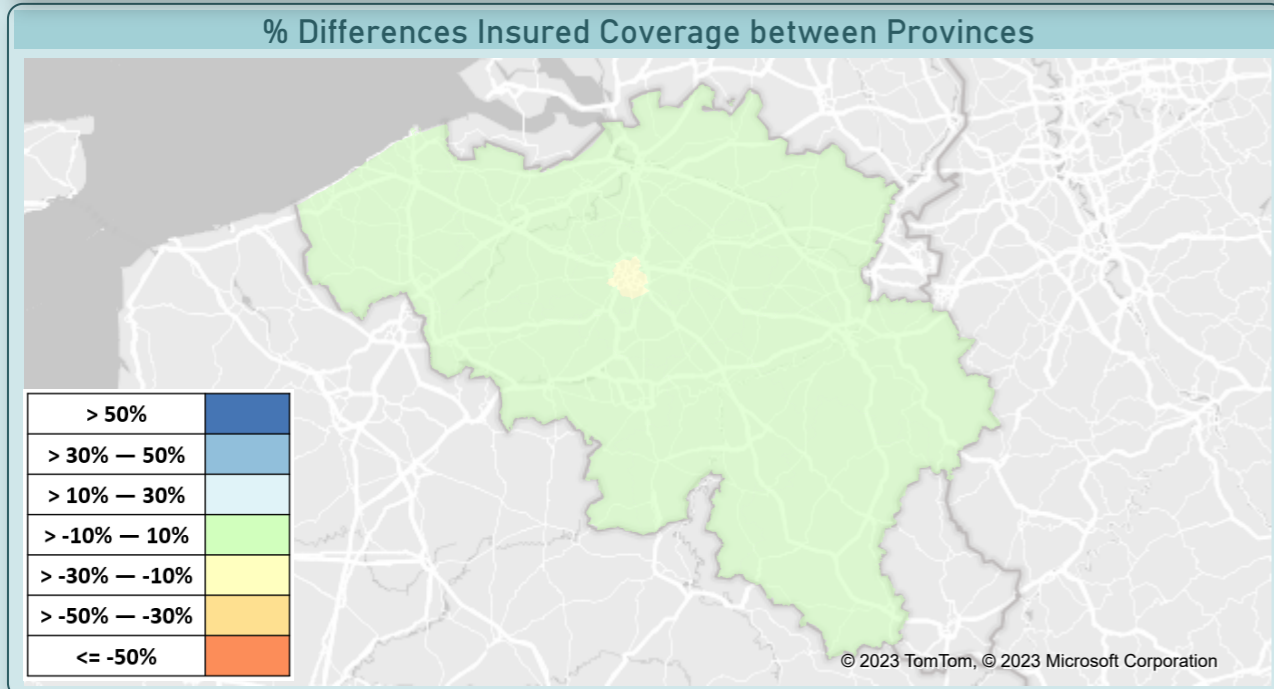 % Differences Insured Coverage between Provinces
> 50%
> 30% — 50%
> 10% — 30%
> -10% — 10%
> -30% — -10%
> -50% — -30%
<= -50%
© 2023 TomTom, © 2023 Microsoft Corporation